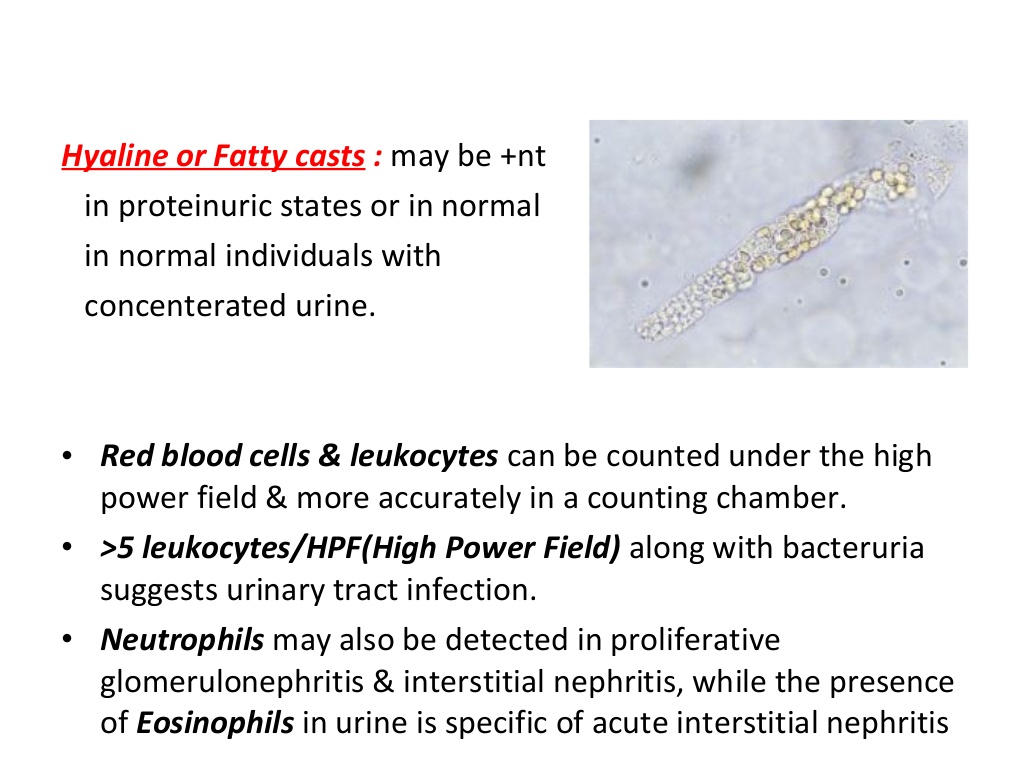 Hyaline or Fatty casts : may be +nt
in proteinuric states or in normal
in normal individuals with
concenterated urine.
• Red blood cells & leukocytes can be counted under the high
power field & more accurately in a counting chamber.
• >5 leukocytes/HPF(High Power Field) along with bacteruria
suggests urinary tract infection.
• Neutrophils may also be detected in proliferative
glomerulonephritis & interstitial nephritis, while the presence
of Eosinophils in urine is specific of acute interstitial nephritis